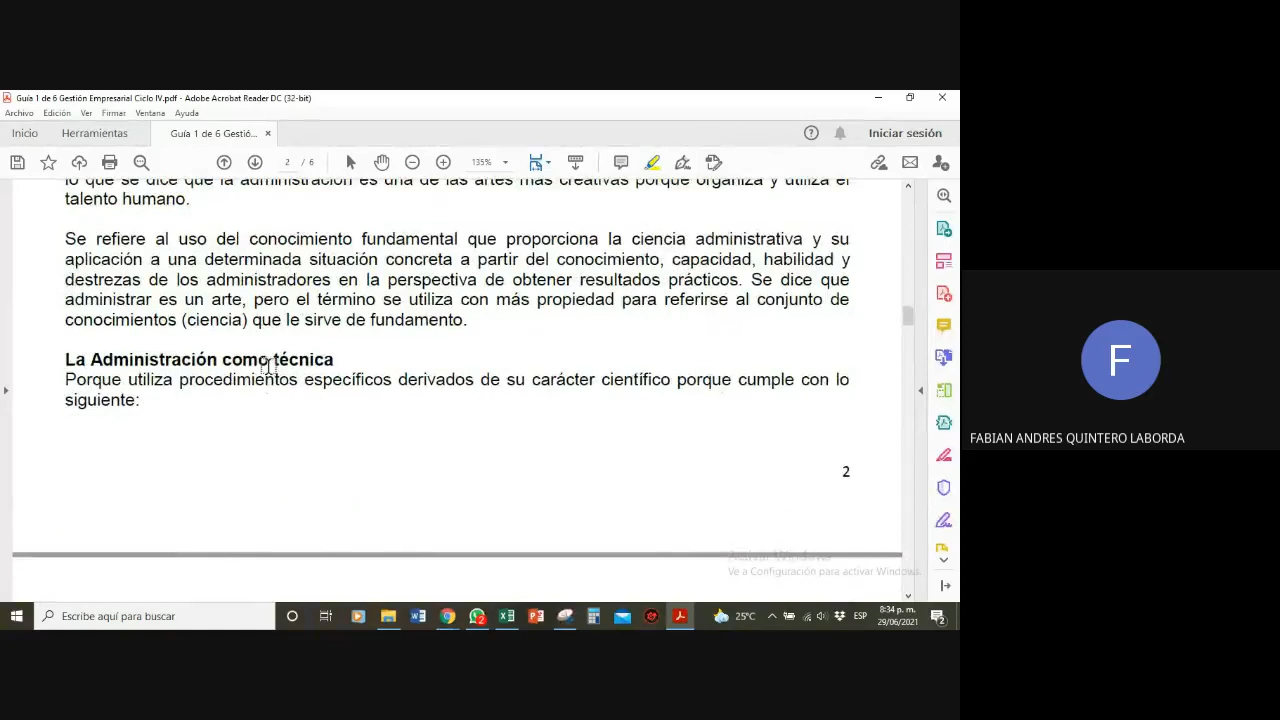 Guía 1 de 6 Gestión Empresarial Ciclo IV.pdf - Adobe Acrobat Reader DC (32-bit)
Archivo Edición Ver Firmar Ventana Ayuda
Inicio Herramientas Guía 1 de 6 Gestió... Iniciar sesión
2 / 6 135%
lo que se dice que la administración es una de las artes más creativas porque organiza y utiliza el
talento humano.
Se refiere al uso del conocimiento fundamental que proporciona la ciencia administrativa y su
aplicación a una determinada situación concreta a partir del conocimiento, capacidad, habilidad y
destrezas de los administradores en la perspectiva de obtener resultados prácticos. Se dice que
administrar es un arte, pero el término se utiliza con más propiedad para referirse al conjunto de
conocimientos (ciencia) que le sirve de fundamento.
La Administración como técnica
Porque utiliza procedimientos específicos derivados de su carácter científico porque cumple con lo
siguiente:
2
Activar Windows
Ve a Configuración para activar Windows.
Escribe aquí para buscar
2
25°C
ESP
8:34 p. m.
29/06/2021
2
F
FABIAN ANDRES QUINTERO LABORDA